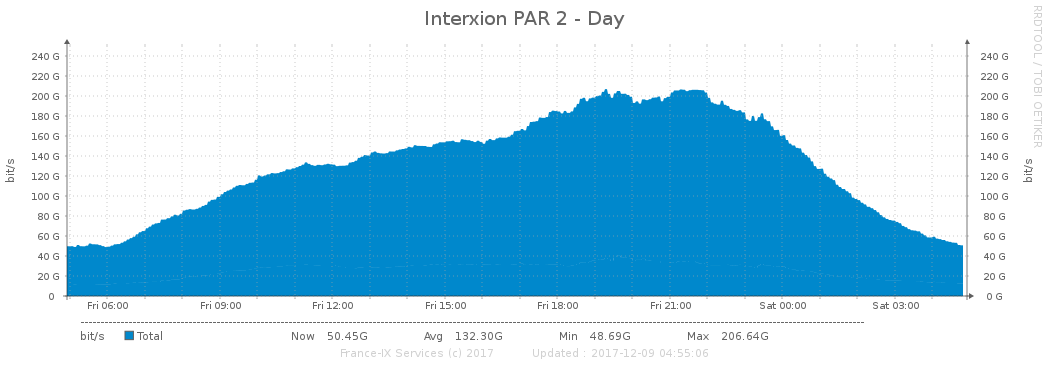 Interxion PAR 2 - Day
RRDTOOL / TOBI OETIKER
240 G 240 G
220 G 220 G
200 G 200 G
180 G 180 G
160 G 160 G
140 G 140 G
120 G 120 G
100 G 100 G
80 G 80 G
60 G 60 G
40 G 40 G
20 G 20 G
0 0 G
bit/s
bit/s
Fri 06:00 Fri 09:00 Fri 12:00 Fri 15:00 Fri 18:00 Fri 21:00 Sat 00:00 Sat 03:00
bit/s Total Now 50.45G Avg 132.30G Min 48.69G Max 206.64G
France-IX Services (c) 2017 Updated : 2017-12-09 04:55:06